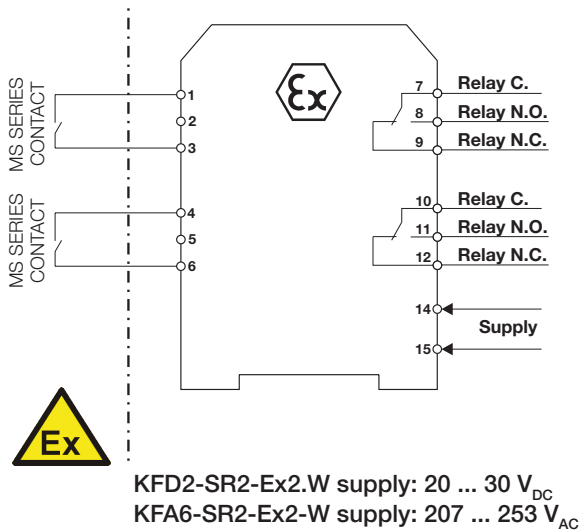 Ex
MS SERIES
CONTACT
1
2
3
MS SERIES
CONTACT
4
5
6
7 Relay C.
8 Relay N.O.
9 Relay N.C.
10 Relay C.
11 Relay N.O.
12 Relay N.C.
14
Supply
15
Ex
KFD2-SR2-Ex2.W supply: 20 ... 30 VDC
KFA6-SR2-Ex2-W supply: 207 ... 253 VAC